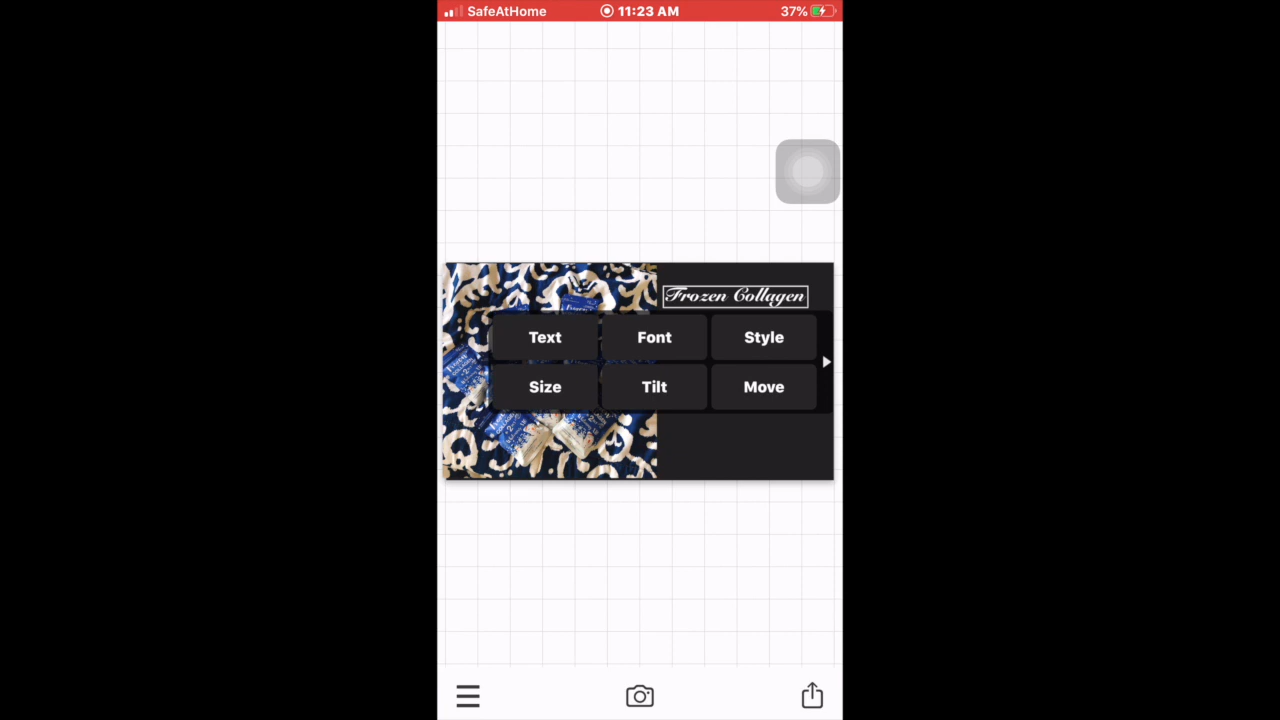 SafeAtHome 11:23 AM 37%
Frozen Collagen
Text Font Style
Size Tilt Move